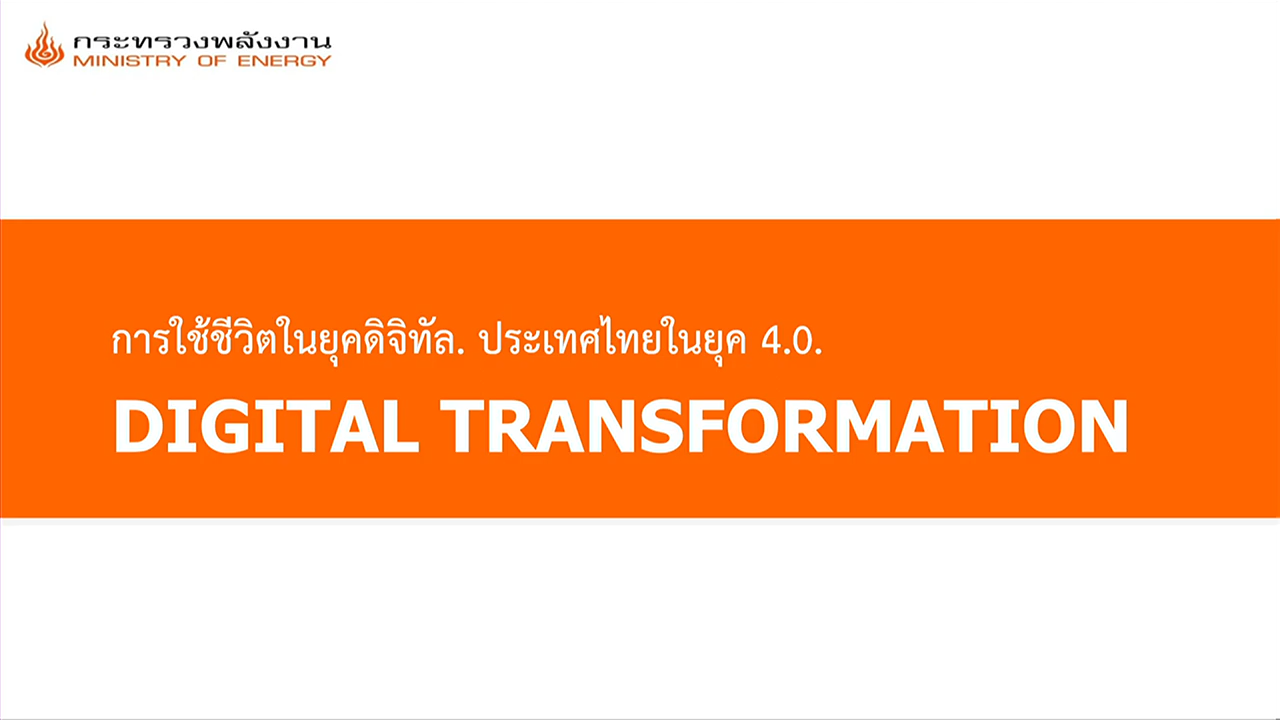 กระทรวงพลังงาน
MINISTRY OF ENERGY
การใช้ชีวิตในยุคดิจิทัล. ประเทศไทยในยุค 4.0.
DIGITAL TRANSFORMATION